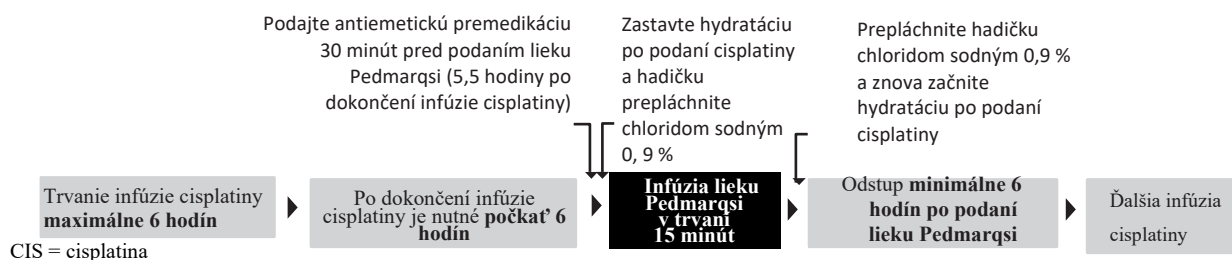 Podajte antiemetickú premedikáciu
30 minút pred podaním lieku
Pedmarqsi (5,5 hodiny po
dokončení infúzie cisplatiny)
Zastavte hydratáciu
po podaní cisplatiny
a hadičku
prepláchnite
chloridom sodným
0, 9 %
Prepláchnite hadičku
chloridom sodným 0,9 %
a znova začnite
hydratáciu po podaní
cisplatiny
Trvanie infúzie cisplatiny
maximálne 6 hodín
Po dokončení infúzie
cisplatiny je nutné počkať 6
hodín
Infúzia lieku
Pedmarqsi
v trvaní
15 minút
Odstup minimálne 6
hodín po podaní
lieku Pedmarqsi
Ďalšia infúzia
cisplatiny
CIS = cisplatina